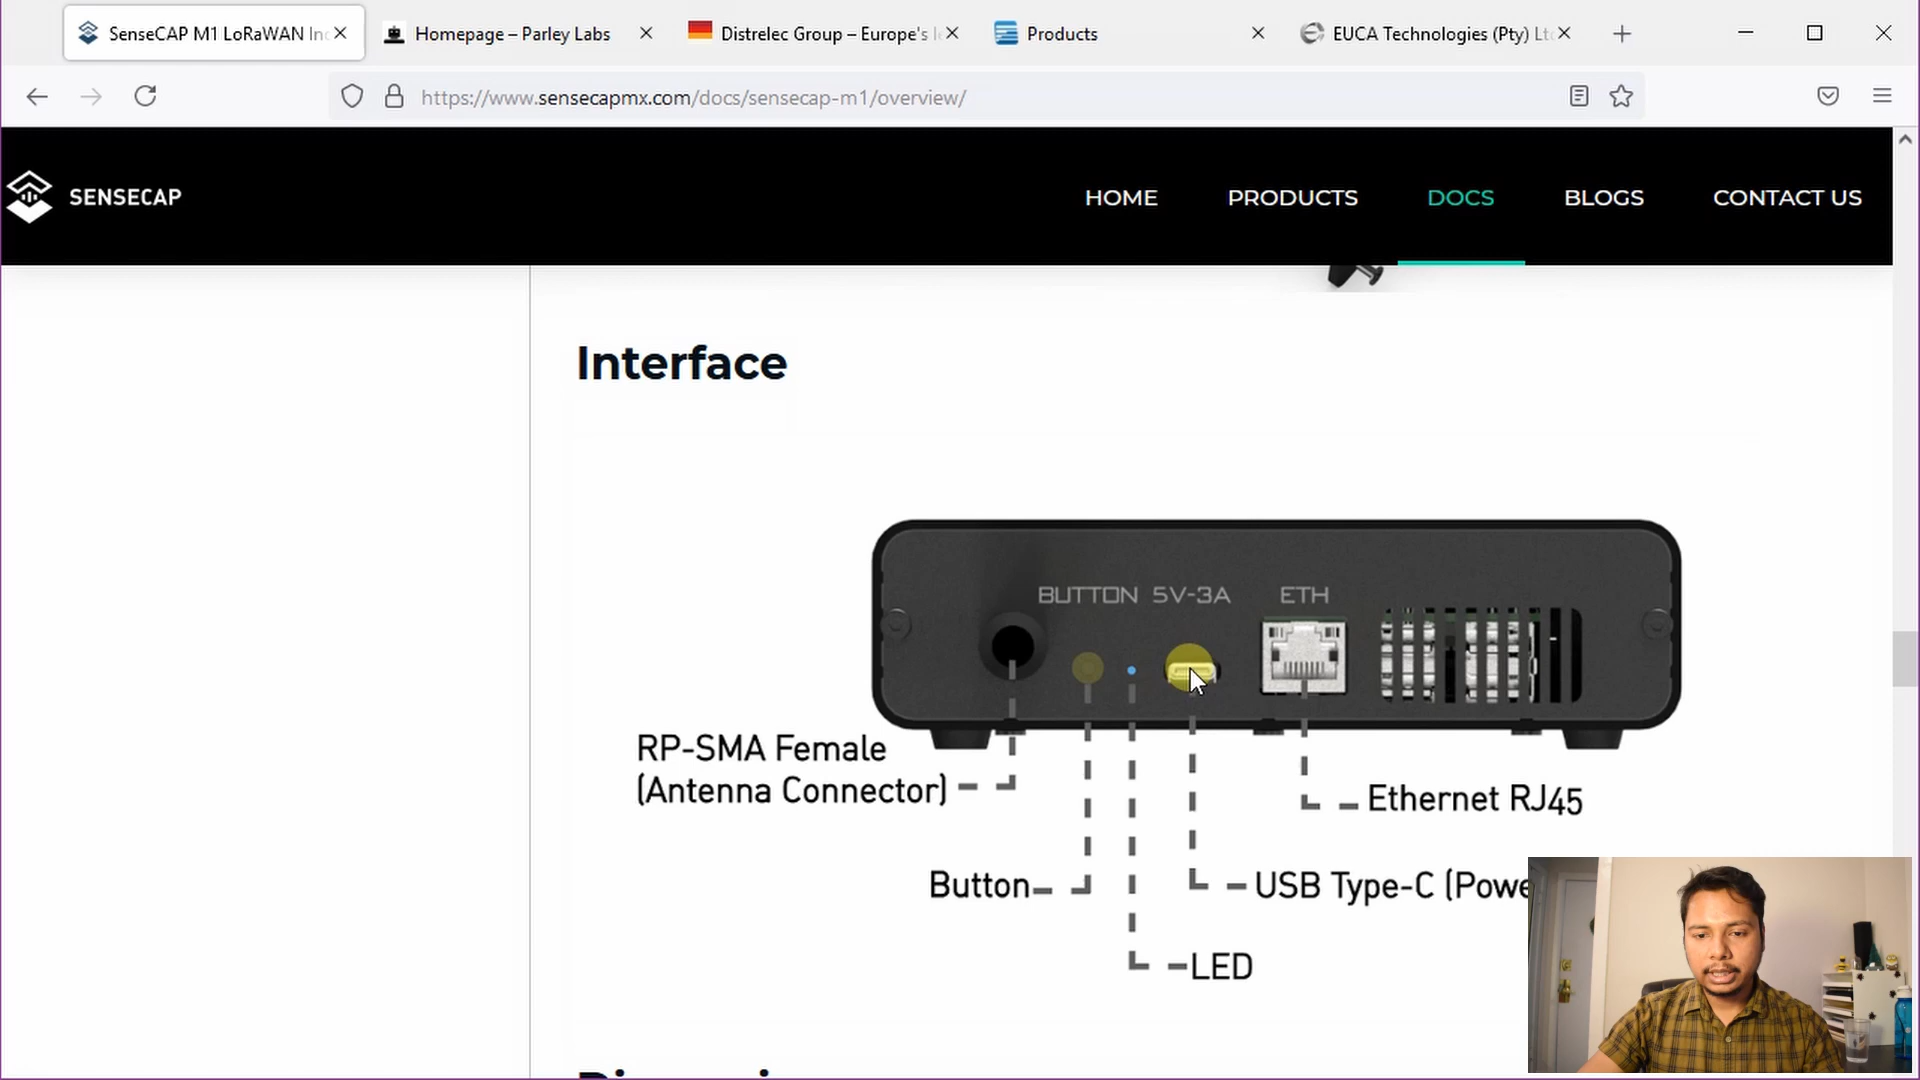 SenseCAP M1 LoRaWAN In
Homepage – Parley Labs
Distrelec Group – Europe's l
Products
EUCA Technologies (Pty) Lt
https://www.sensecapmx.com/docs/sensecap-m1/overview/
SENSECAP
HOME
PRODUCTS
DOCS
BLOGS
CONTACT US
Interface
BUTTON 5V-3A ETH
RP-SMA Female
(Antenna Connector)
Ethernet RJ45
Button
USB Type-C (Powe
LED